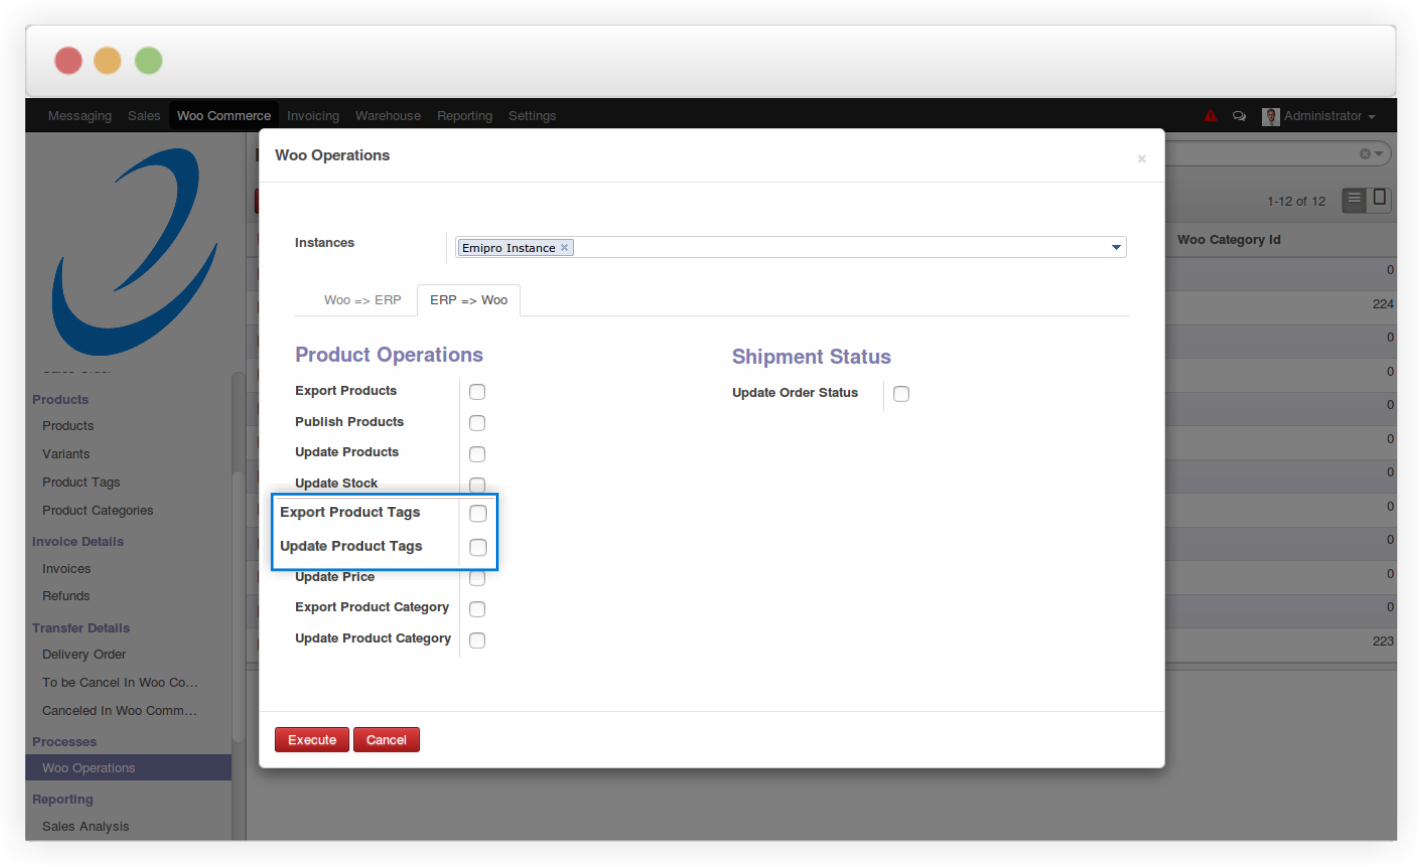 Messaging Sales Woo Commerce Invoicing Warehouse Reporting Settings Administrator
Woo Operations
×
1-12 of 12
Instances
Emipro Instance ×
Woo Category Id
Woo => ERP
ERP => Woo
Product Operations
Shipment Status
Export Products
Update Order Status
Publish Products
Update Products
Update Stock
Export Product Tags
Update Product Tags
Update Price
Export Product Category
Update Product Category
Execute
Cancel
Products
Products
Variants
Product Tags
Product Categories
Invoice Details
Invoices
Refunds
Transfer Details
Delivery Order
To be Cancel In Woo Co...
Canceled In Woo Comm...
Processes
Woo Operations
Reporting
Sales Analysis
0
224
0
0
0
0
0
0
0
0
0
223